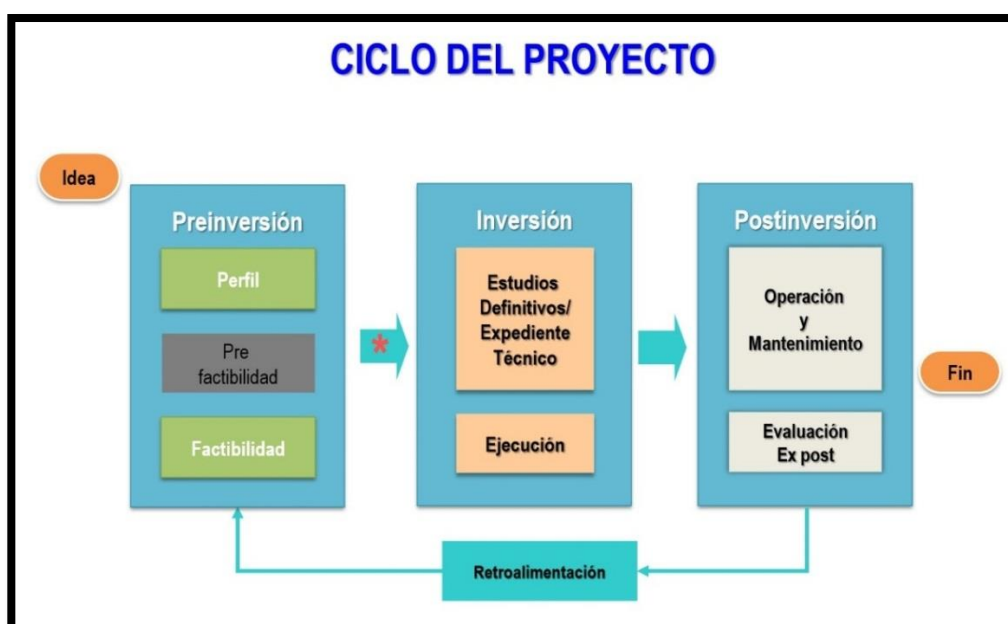 CICLO DEL PROYECTO
Idea
Preinversión
Perfil
Pre
factibilidad
Factibilidad
*
Inversión
Estudios
Definitivos/
Expediente
Técnico
Ejecución
Postinversión
Operación
y
Mantenimiento
Evaluación
Ex post
Fin
Retroalimentación